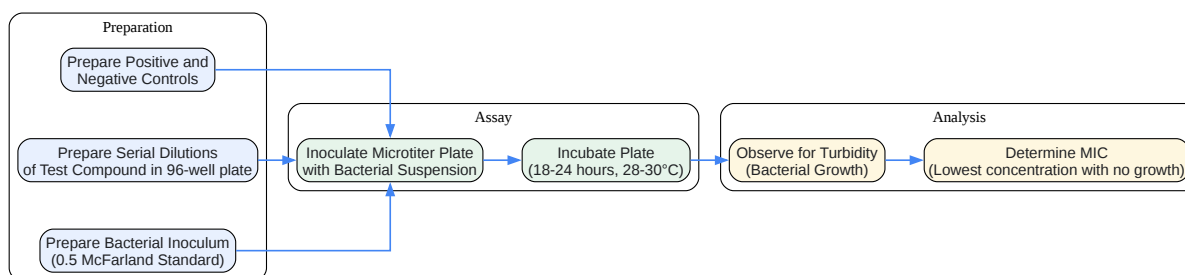 Preparation
Prepare Positive and
Negative Controls
Prepare Serial Dilutions
of Test Compound in 96-well plate
Prepare Bacterial Inoculum
(0.5 McFarland Standard)
Assay
Inoculate Microtiter Plate
with Bacterial Suspension
Incubate Plate
(18-24 hours, 28-30°C)
Analysis
Observe for Turbidity
(Bacterial Growth)
Determine MIC
(Lowest concentration with no growth)